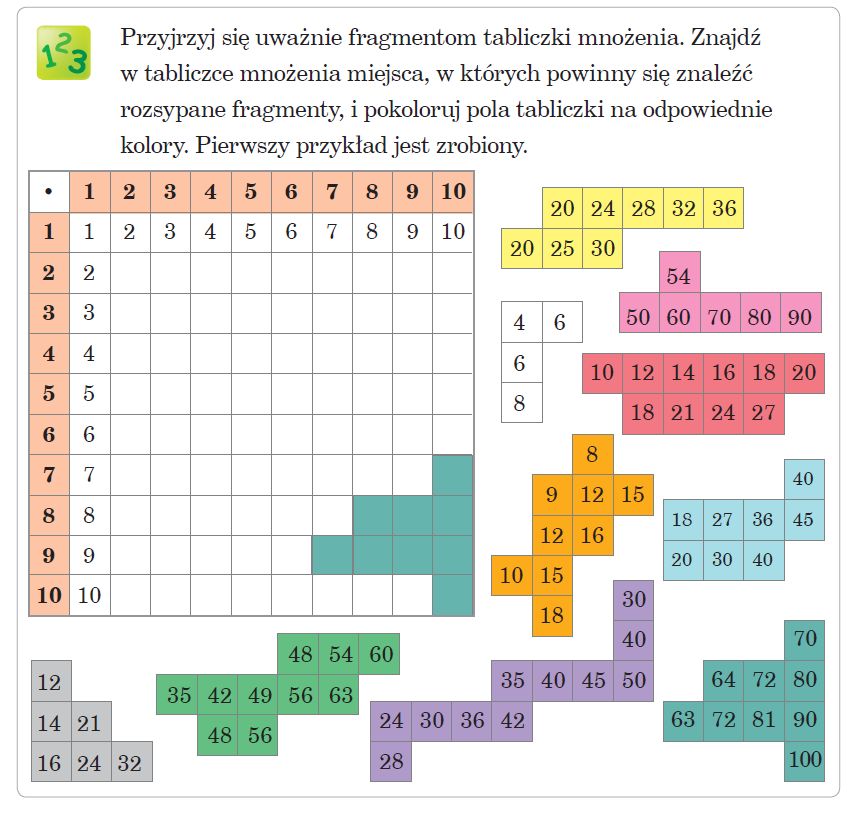 1 2 3
Przyjrzyj się uważnie fragmentom tabliczki mnożenia. Znajdź
w tabliczce mnożenia miejsca, w których powinny się znaleźć
rozsypane fragmenty, i pokoloruj pola tabliczki na odpowiednie
kolory. Pierwszy przykład jest zrobiony.
• 1 2 3 4 5 6 7 8 9 10
1 1 2 3 4 5 6 7 8 9 10
2 2
3 3
4 4
5 5
6 6
7 7
8 8
9 9
10 10
20 24 28 32 36
20 25 30
54
50 60 70 80 90
4 6
6
8
10 12 14 16 18 20
18 21 24 27
8
9 12 15
12 16
10 15
18
40
18 27 36 45
20 30 40
12
14 21
16 24 32
48 54 60
35 42 49 56 63
48 56
30
40
35 40 45 50
24 30 36 42
28
70
64 72 80
63 72 81 90
100